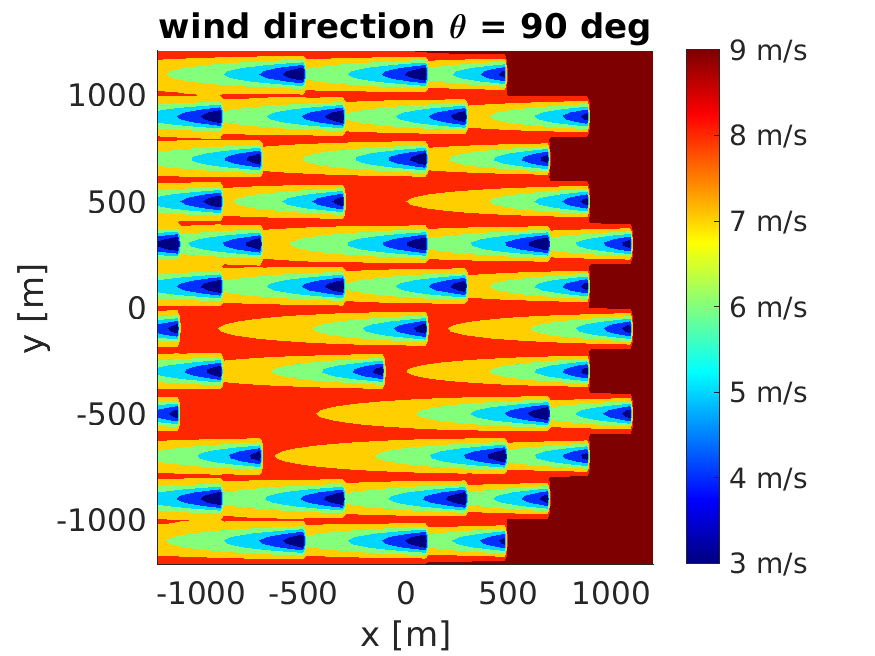 wind direction θ = 90 deg
9 m/s
8 m/s
7 m/s
6 m/s
5 m/s
4 m/s
3 m/s
1000
500
0
-500
-1000
y [m]
-1000 -500 0 500 1000
x [m]